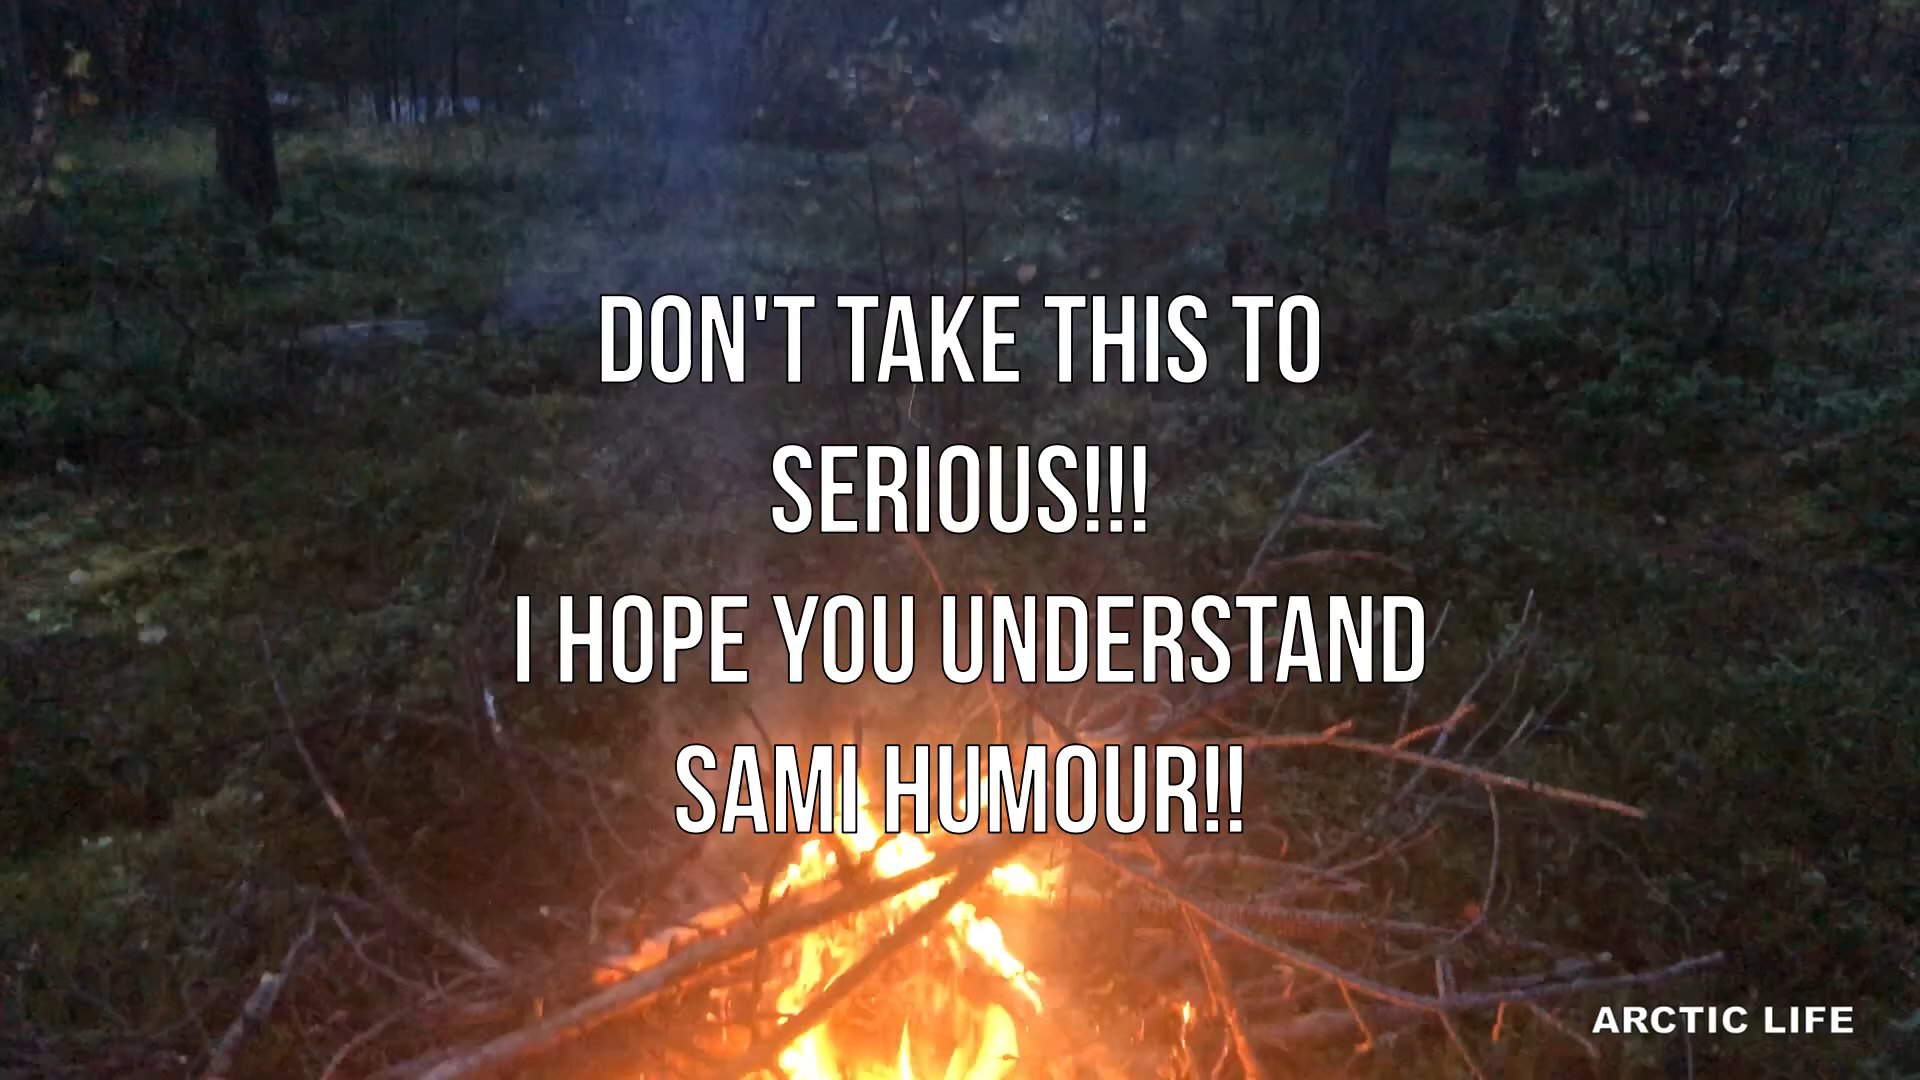 DON'T TAKE THIS TO
SERIOUS!!!
I HOPE YOU UNDERSTAND
SAMI HUMOUR!!
ARCTIC LIFE